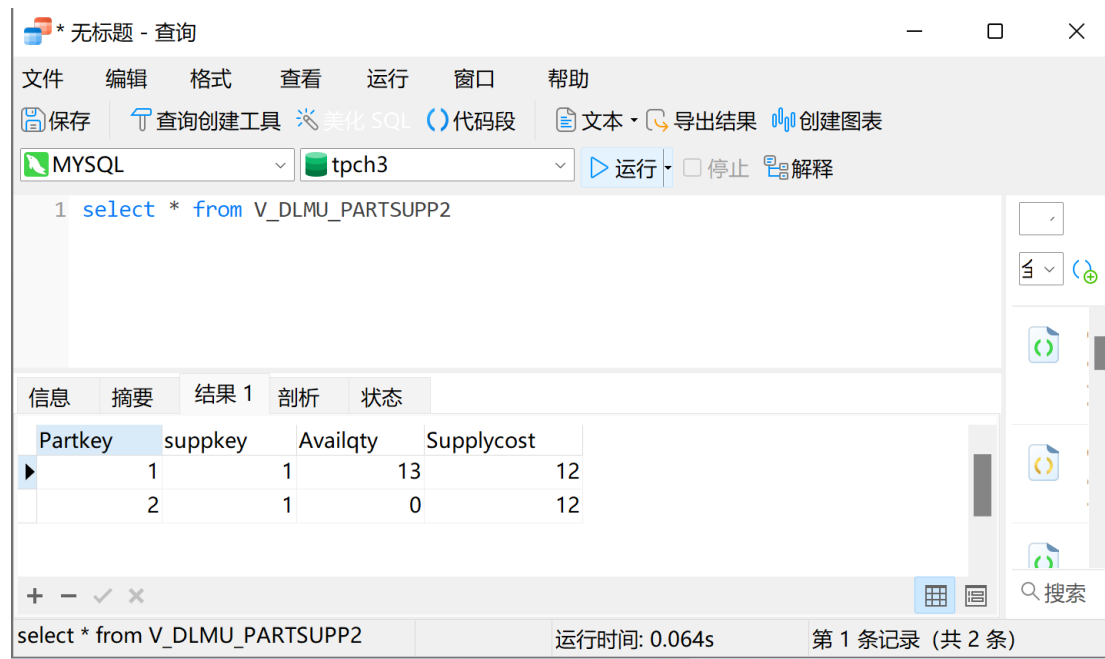 * 无标题 - 查询
文件 编辑 格式 查看 运行 窗口 帮助
保存 查询创建工具 美化 SQL 代码段 文本 导出结果 创建图表
MYSQL tpch3 运行 停止 解释
1 select * from V_DLMU_PARTSUPP2
信息 摘要 结果 1 剖析 状态
Partkey suppkey Availqty Supplycost
1 1 13 12
2 1 0 12
搜索
select * from V_DLMU_PARTSUPP2 运行时间: 0.064s 第 1 条记录 (共 2 条)